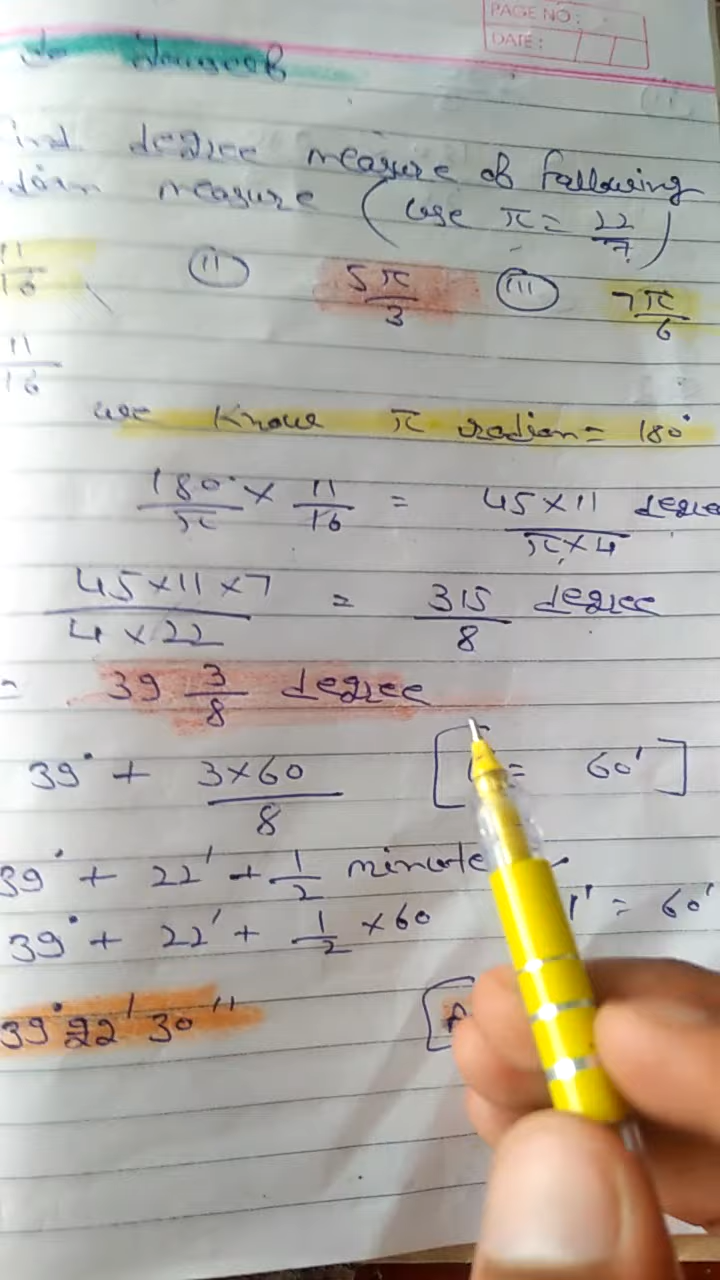 PAGE NO :
DATE :
ind degree measure of following
measure ( use π = 22/7 )
11/16 (II) 5π/3 (III) 7π/6
11/16
we know π radian = 180°
180°/π × 11/16 = 45×11/π×4 degree
45×11×7/4×22 = 315/8 degree
= 39 3/8 degree
39° + 3×60/8 [ = 60' ]
39° + 22' + 1/2 minute
39° + 22' + 1/2 ×60 1' = 60'
39° 22' 30''